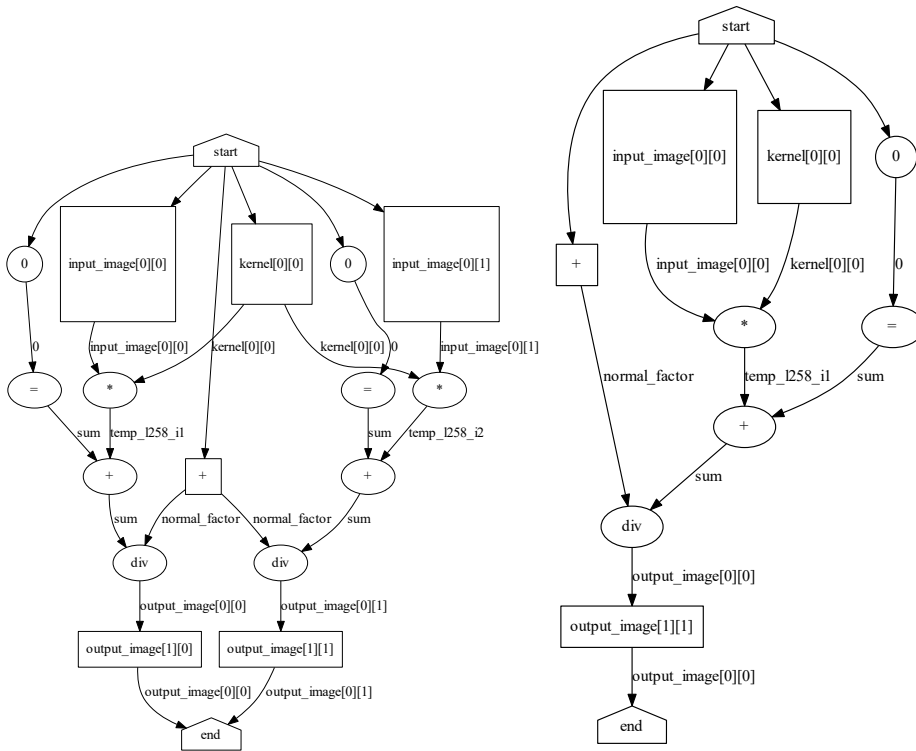 start
0
input_image[0][0]
kernel[0][0]
0
input_image[0][1]
0
input_image[0][0]
kernel[0][0]
kernel[0][0]
0
input_image[0][1]
=
*
=
*
sum
temp_l258_i1
sum
temp_l258_i2
+
+
+
sum
normal_factor
normal_factor
sum
div
div
output_image[0][0]
output_image[0][1]
output_image[1][0]
output_image[1][1]
output_image[0][0]
output_image[0][1]
end
start
input_image[0][0]
kernel[0][0]
0
+
input_image[0][0]
kernel[0][0]
0
*
=
normal_factor
temp_l258_i1
sum
+
sum
div
output_image[0][0]
output_image[1][1]
output_image[0][0]
end